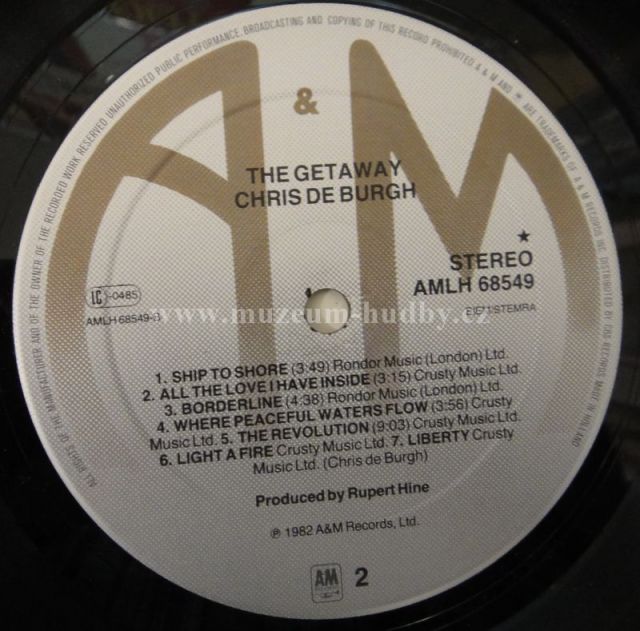 ALL RIGHTS OF THE MANUFACTURER AND OF THE OWNER OF THE RECORDED WORK RESERVED UNAUTHORIZED PUBLIC PERFORMANCE, BROADCASTING AND COPYING OF THIS RECORD PROHIBITED A & M AND ARE TRADEMARKS OF A & M RECORDS INC. DISTRIBUTED BY CBS RECORDS MADE IN HOLLAND
A & M
THE GETAWAY
CHRIS DE BURGH
★
STEREO
AMLH 68549
LC -0485
AMLH 68549-B
STEMRA
www.muzeum-hudby.cz
1. SHIP TO SHORE (3:49) Rondor Music (London) Ltd.
2. ALL THE LOVE I HAVE INSIDE (3:15) Crusty Music Ltd.
3. BORDERLINE (4:38) Rondor Music (London) Ltd.
4. WHERE PEACEFUL WATERS FLOW (3:56) Crusty
Music Ltd. 5. THE REVOLUTION (9:03) Crusty Music Ltd.
6. LIGHT A FIRE Crusty Music Ltd. 7. LIBERTY Crusty
Music Ltd. (Chris de Burgh)
Produced by Rupert Hine
℗ 1982 A&M Records, Ltd.
A&M
2